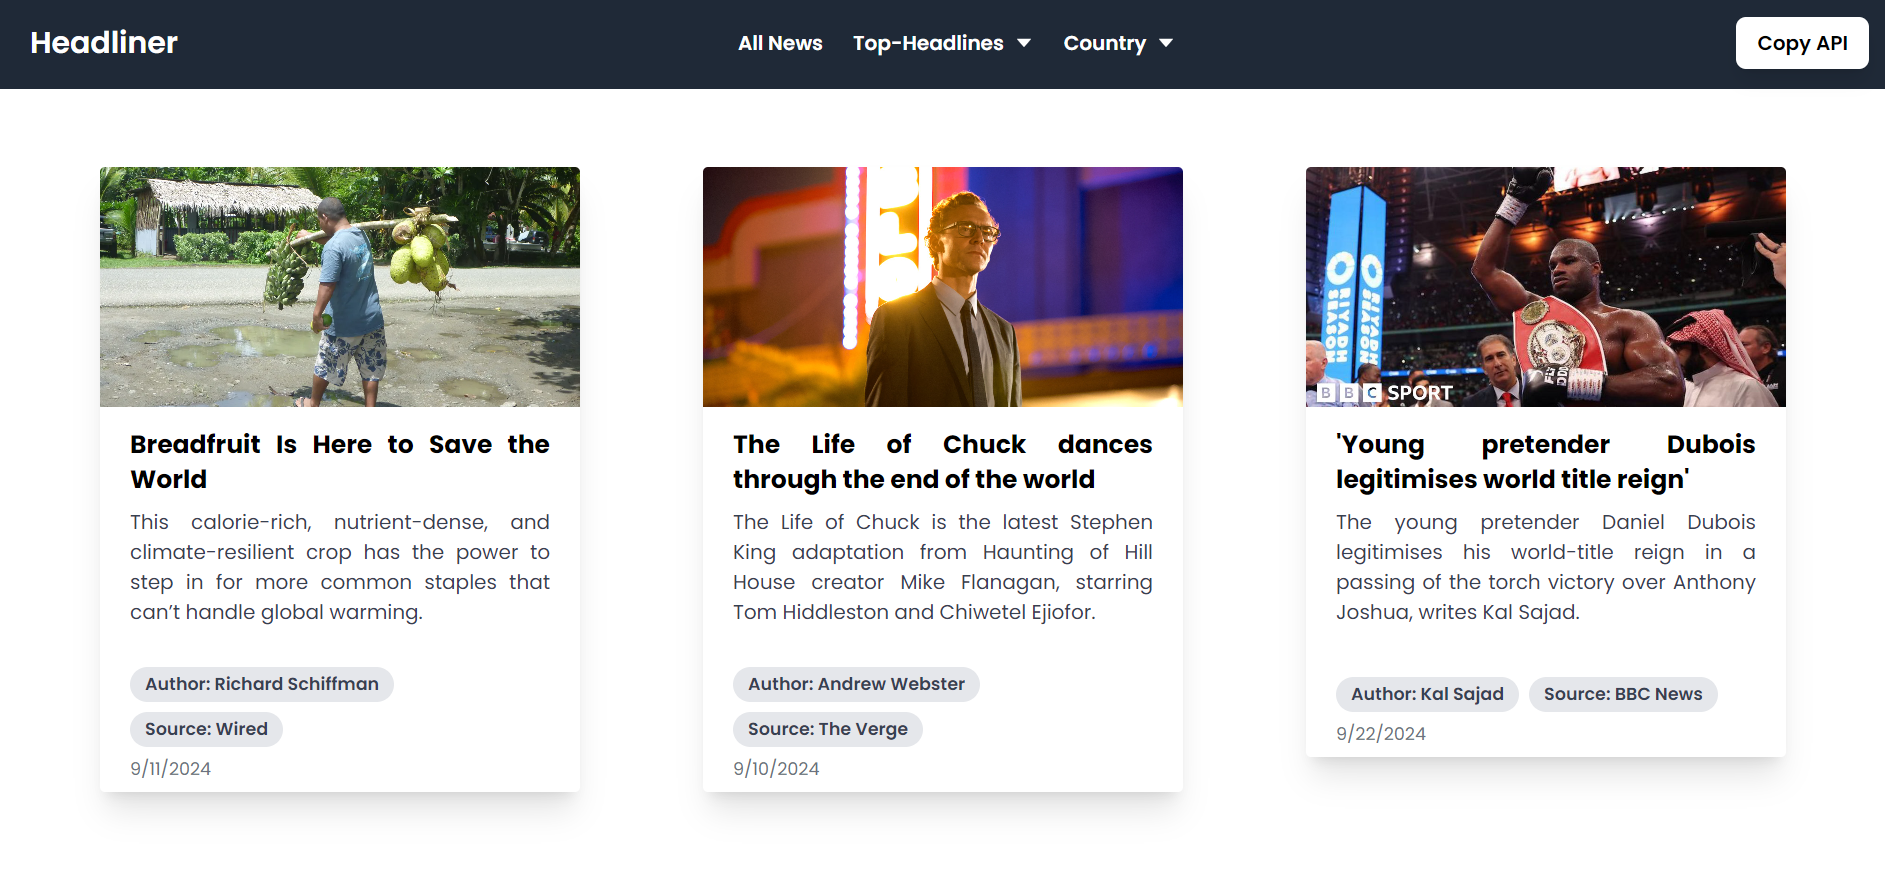 Headliner
All News
Top-Headlines
Country
Copy API
Breadfruit Is Here to Save the
World
This calorie-rich, nutrient-dense, and
climate-resilient crop has the power to
step in for more common staples that
can’t handle global warming.
Author: Richard Schiffman
Source: Wired
9/11/2024
The Life of Chuck dances
through the end of the world
The Life of Chuck is the latest Stephen
King adaptation from Haunting of Hill
House creator Mike Flanagan, starring
Tom Hiddleston and Chiwetel Ejiofor.
Author: Andrew Webster
Source: The Verge
9/10/2024
RIYADH
SEASON
RIYADH
SEASON
BBC SPORT
'Young pretender Dubois
legitimises world title reign'
The young pretender Daniel Dubois
legitimises his world-title reign in a
passing of the torch victory over Anthony
Joshua, writes Kal Sajad.
Author: Kal Sajad
Source: BBC News
9/22/2024